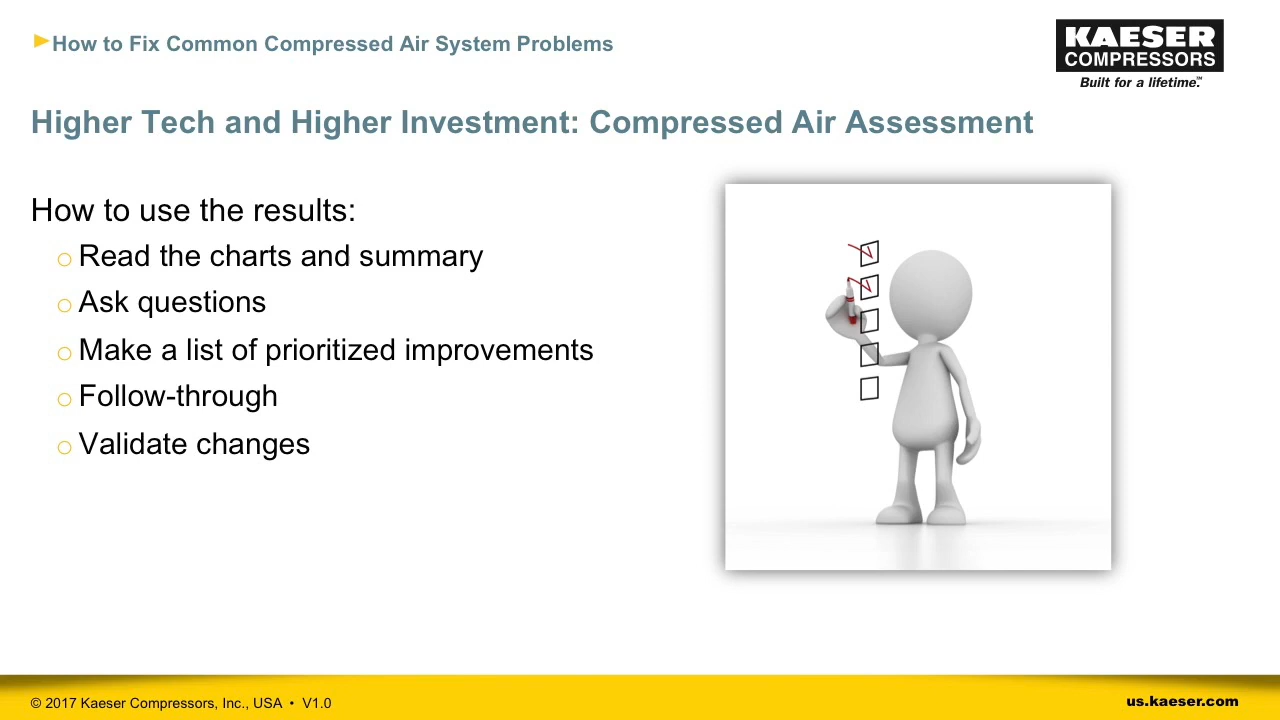 How to Fix Common Compressed Air System Problems
KAESER
COMPRESSORS
Built for a lifetime.™
Higher Tech and Higher Investment: Compressed Air Assessment
How to use the results:
Read the charts and summary
Ask questions
Make a list of prioritized improvements
Follow-through
Validate changes
© 2017 Kaeser Compressors, Inc., USA • V1.0
us.kaeser.com